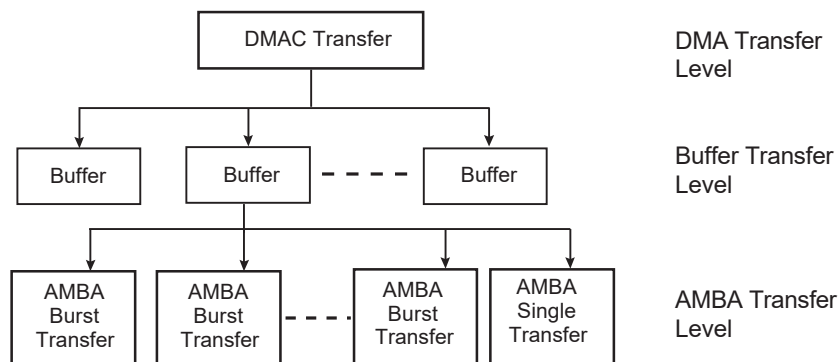 DMAC Transfer
DMA Transfer
Level
Buffer
Buffer
Buffer
Buffer Transfer
Level
AMBA
Burst
Transfer
AMBA
Burst
Transfer
AMBA
Burst
Transfer
AMBA
Single
Transfer
AMBA Transfer
Level